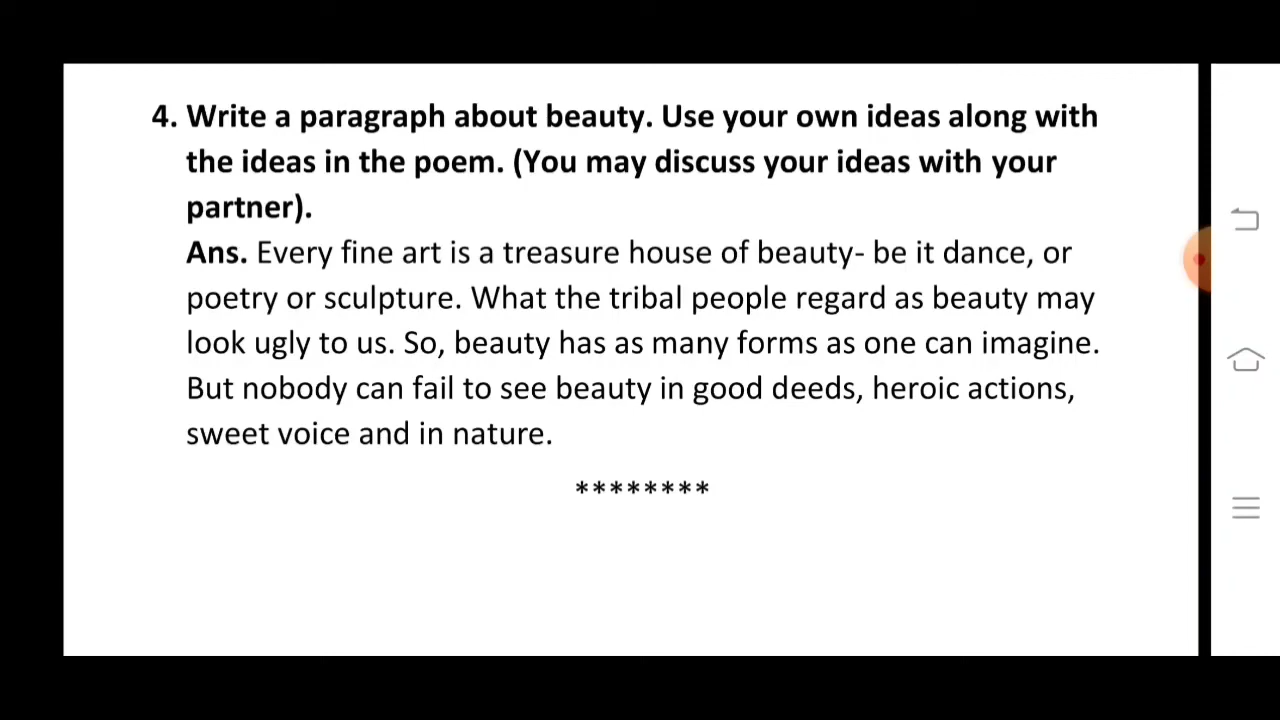 4. Write a paragraph about beauty. Use your own ideas along with
the ideas in the poem. (You may discuss your ideas with your
partner).
Ans. Every fine art is a treasure house of beauty- be it dance, or
poetry or sculpture. What the tribal people regard as beauty may
look ugly to us. So, beauty has as many forms as one can imagine.
But nobody can fail to see beauty in good deeds, heroic actions,
sweet voice and in nature.
********